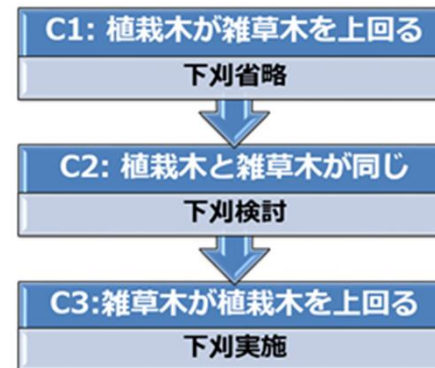 C1: 植栽木が雑草木を上回る
下刈省略
C2: 植栽木と雑草木が同じ
下刈検討
C3:雑草木が植栽木を上回る
下刈実施